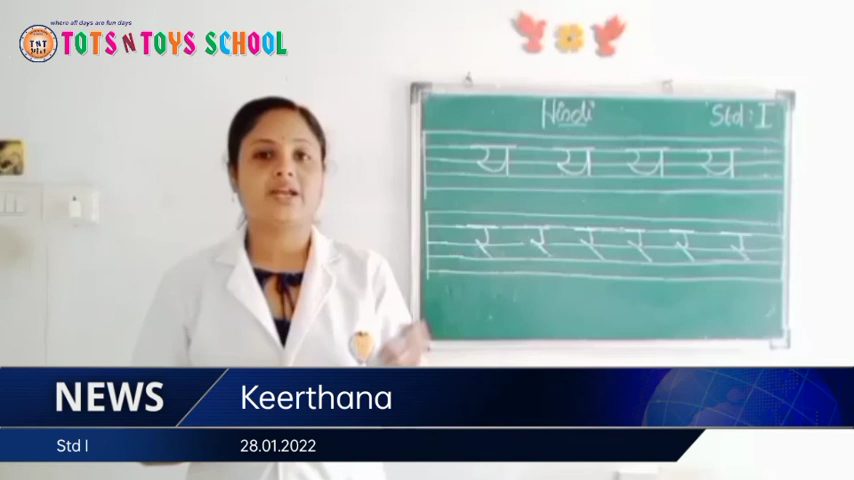 where all days are fun days
TNT
TOTS N TOYS SCHOOL
Hindi
Std : I
य य य य
र र र र र र
NEWS
Keerthana
Std I
28.01.2022